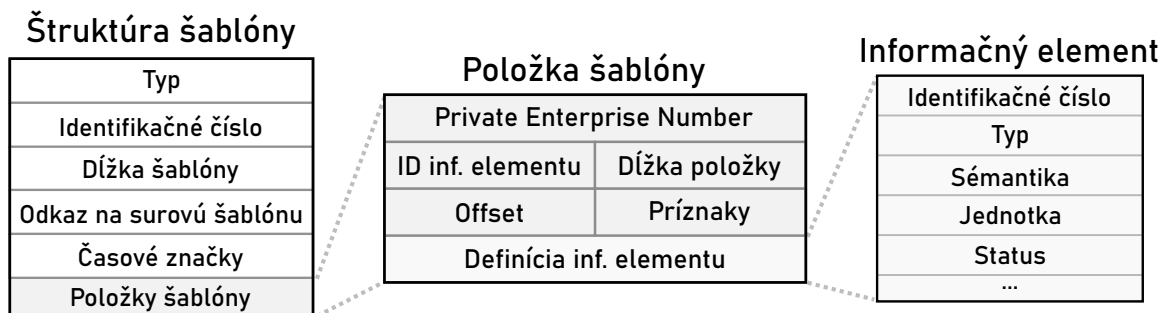 Štruktúra šablóny
Typ
Identifikačné číslo
Dĺžka šablóny
Odkaz na surovú šablónu
Časové značky
Položky šablóny
Položka šablóny
Private Enterprise Number
ID inf. elementu
Dĺžka položky
Offset
Príznaky
Definícia inf. elementu
Informačný element
Identifikačné číslo
Typ
Sémantika
Jednotka
Status
...